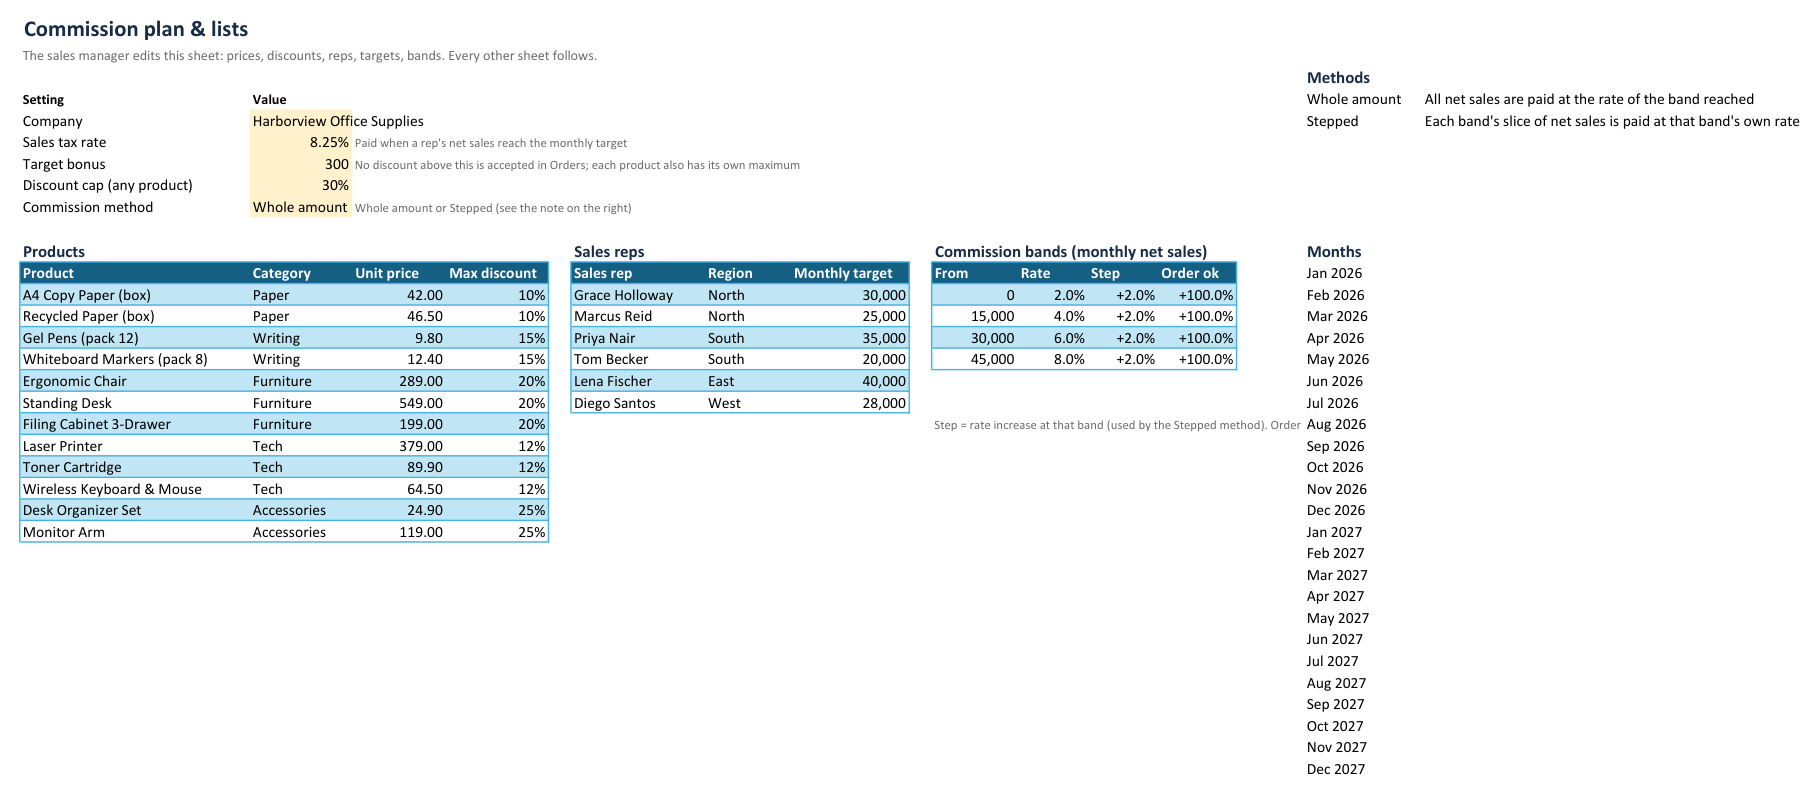 Commission plan & lists
The sales manager edits this sheet: prices, discounts, reps, targets, bands. Every other sheet follows.
Methods
Setting Value Whole amount All net sales are paid at the rate of the band reached
Company Harborview Office Supplies Stepped Each band's slice of net sales is paid at that band's own rate
Sales tax rate 8.25% Paid when a rep's net sales reach the monthly target
Target bonus 300 No discount above this is accepted in Orders; each product also has its own maximum
Discount cap (any product) 30%
Commission method Whole amount Whole amount or Stepped (see the note on the right)
Products Sales reps Commission bands (monthly net sales) Months
Product Category Unit price Max discount Sales rep Region Monthly target From Rate Step Order ok Jan 2026
A4 Copy Paper (box) Paper 42.00 10% Grace Holloway North 30,000 0 2.0% +2.0% +100.0% Feb 2026
Recycled Paper (box) Paper 46.50 10% Marcus Reid North 25,000 15,000 4.0% +2.0% +100.0% Mar 2026
Gel Pens (pack 12) Writing 9.80 15% Priya Nair South 35,000 30,000 6.0% +2.0% +100.0% Apr 2026
Whiteboard Markers (pack 8) Writing 12.40 15% Tom Becker South 20,000 45,000 8.0% +2.0% +100.0% May 2026
Ergonomic Chair Furniture 289.00 20% Lena Fischer East 40,000 Jun 2026
Standing Desk Furniture 549.00 20% Diego Santos West 28,000 Jul 2026
Filing Cabinet 3-Drawer Furniture 199.00 20% Step = rate increase at that band (used by the Stepped method). Order Aug 2026
Laser Printer Tech 379.00 12% Sep 2026
Toner Cartridge Tech 89.90 12% Oct 2026
Wireless Keyboard & Mouse Tech 64.50 12% Nov 2026
Desk Organizer Set Accessories 24.90 25% Dec 2026
Monitor Arm Accessories 119.00 25% Jan 2027
Feb 2027
Mar 2027
Apr 2027
May 2027
Jun 2027
Jul 2027
Aug 2027
Sep 2027
Oct 2027
Nov 2027
Dec 2027